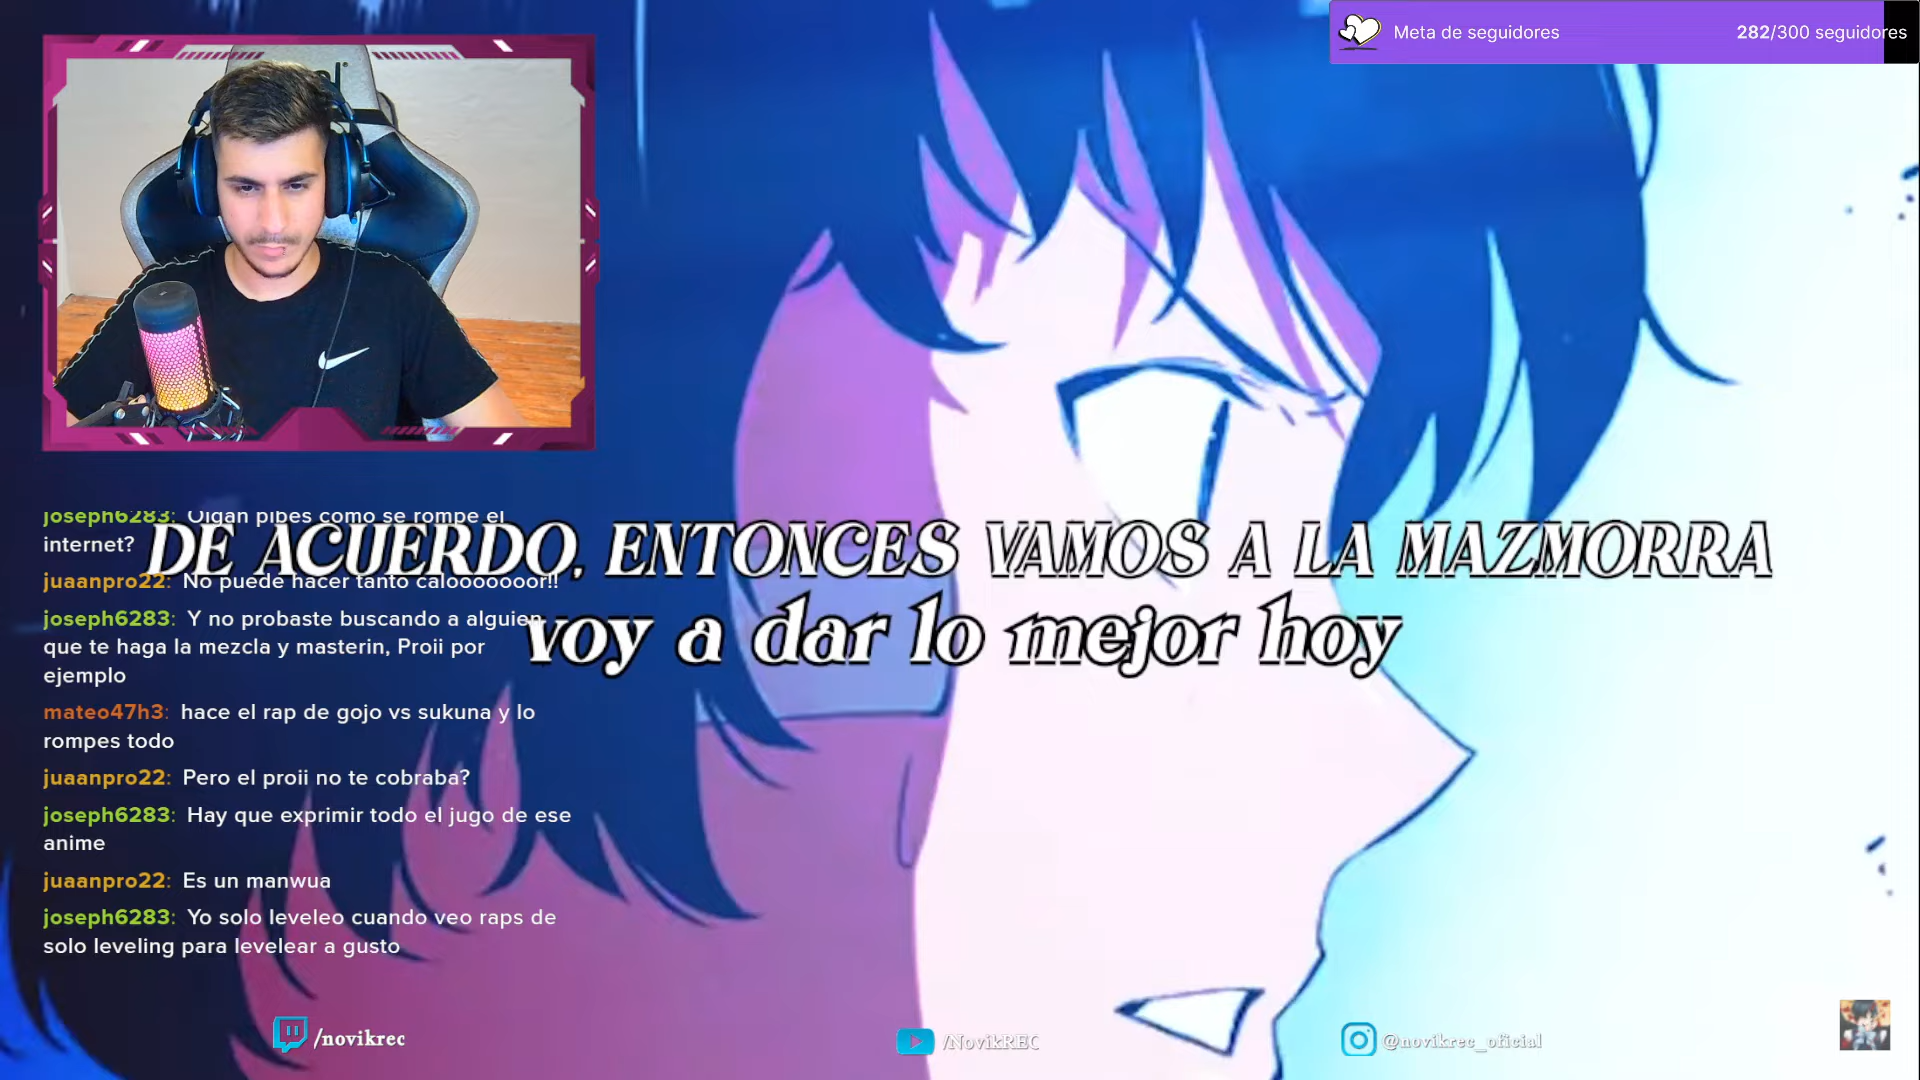 Meta de seguidores
282/300 seguidores
joseph6283: Oigan pibes como se rompe el
internet?
DE ACUERDO, ENTONCES VAMOS A LA MAZMORRA
juaanpro22: No puede hacer tanto calooooooor!!
voy a dar lo mejor hoy
joseph6283: Y no probaste buscando a alguien
que te haga la mezcla y masterin, Proii por
ejemplo
mateo47h3: hace el rap de gojo vs sukuna y lo
rompes todo
juaanpro22: Pero el proii no te cobraba?
joseph6283: Hay que exprimir todo el jugo de ese
anime
juaanpro22: Es un manwua
joseph6283: Yo solo leveleo cuando veo raps de
solo leveling para levelear a gusto
/novikrec
/NovikREC
@novikrec_oficial